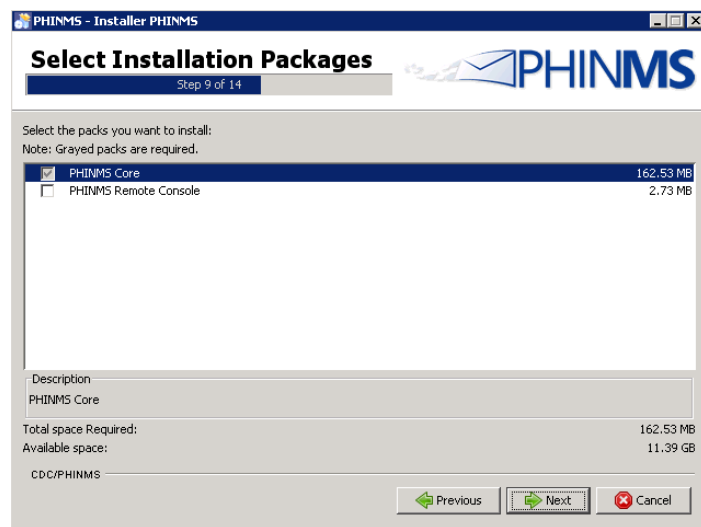 PHINMS - Installer PHINMS
Select Installation Packages
Step 9 of 14
PHINMS
Select the packs you want to install:
Note: Grayed packs are required.
PHINMS Core 162.53 MB
PHINMS Remote Console 2.73 MB
Description
PHINMS Core
Total space Required: 162.53 MB
Available space: 11.39 GB
CDC/PHINMS
Previous Next Cancel